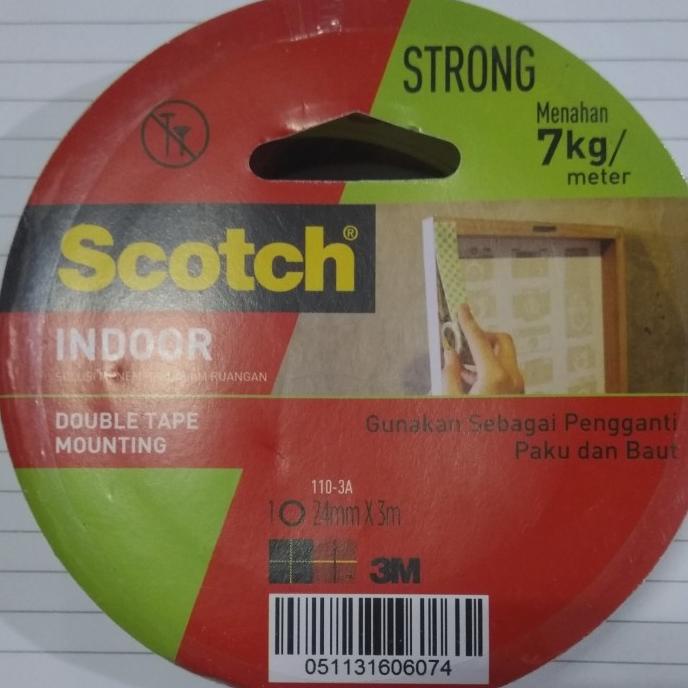 STRONG
Menahan
7kg/
meter
Scotch®
INDOOR
RUANGAN
DOUBLE TAPE
MOUNTING
Gunakan Sebagai Pengganti
Paku dan Baut
110-3A
1 24mm X 3m
3M
051131606074